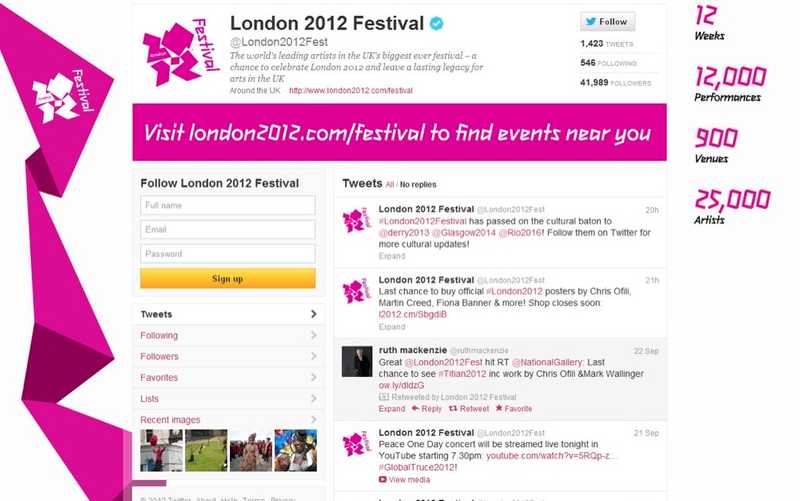 Festival
London 2012 Festival
@London2012Fest
The world's leading artists in the UK's biggest ever festival – a
chance to celebrate London 2012 and leave a lasting legacy for
arts in the UK
Around the UK http://www.london2012.com/festival
Follow
1,423 TWEETS
546 FOLLOWING
41,989 FOLLOWERS
12
Weeks
12,000
Performances
900
Venues
25,000
Artists
Festival
Visit london2012.com/festival to find events near you
Follow London 2012 Festival
Full name
Email
Password
Sign up
Tweets
Following
Followers
Favorites
Lists
Recent images
© 2012 Twitter About Help Terms Privacy
Tweets All / No replies
London 2012 Festival @London2012Fest 20h
#London2012Festival has passed on the cultural baton to
@derry2013 @Glasgow2014 @Rio2016! Follow them on Twitter for
more cultural updates!
Expand
London 2012 Festival @London2012Fest 21h
Last chance to buy official #London2012 posters by Chris Ofili,
Martin Creed, Fiona Banner & more! Shop closes soon:
l2012.cm/SbgdiB
Expand
ruth mackenzie @ruthmackenzie 22 Sep
Great @London2012Fest hit RT @NationalGallery: Last
chance to see #Titian2012 inc work by Chris Ofili &Mark Wallinger
ow.ly/dldzG
Retweeted by London 2012 Festival
Expand Reply Retweet Favorite
London 2012 Festival @London2012Fest 21 Sep
Peace One Day concert will be streamed live tonight in
YouTube starting 7.30pm: youtube.com/watch?v=5RQp-z…
#GlobalTruce2012!
View media
London 2012 Festival @London2012Fest